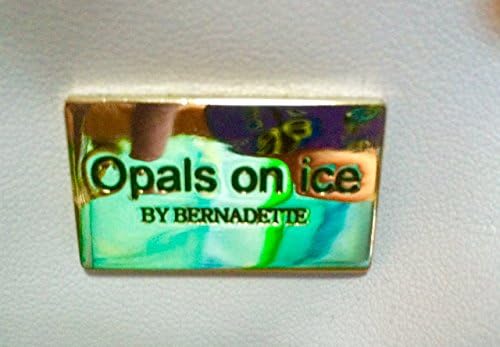 Opals on ice
BY BERNADETTE